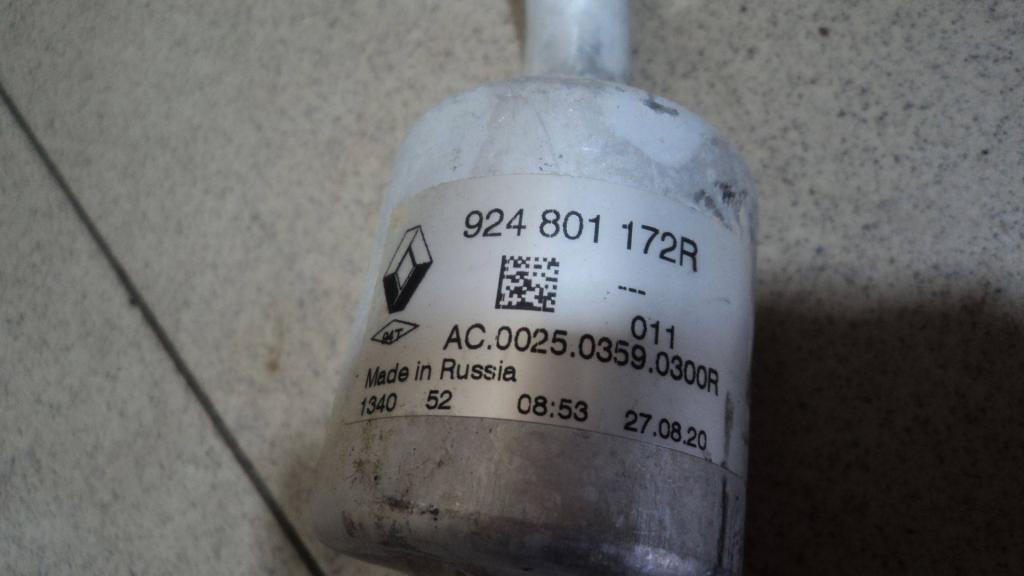 924 801 172R
---
011
AC.0025.0359.0300R
Made in Russia
1340 52 08:53 27.08.20